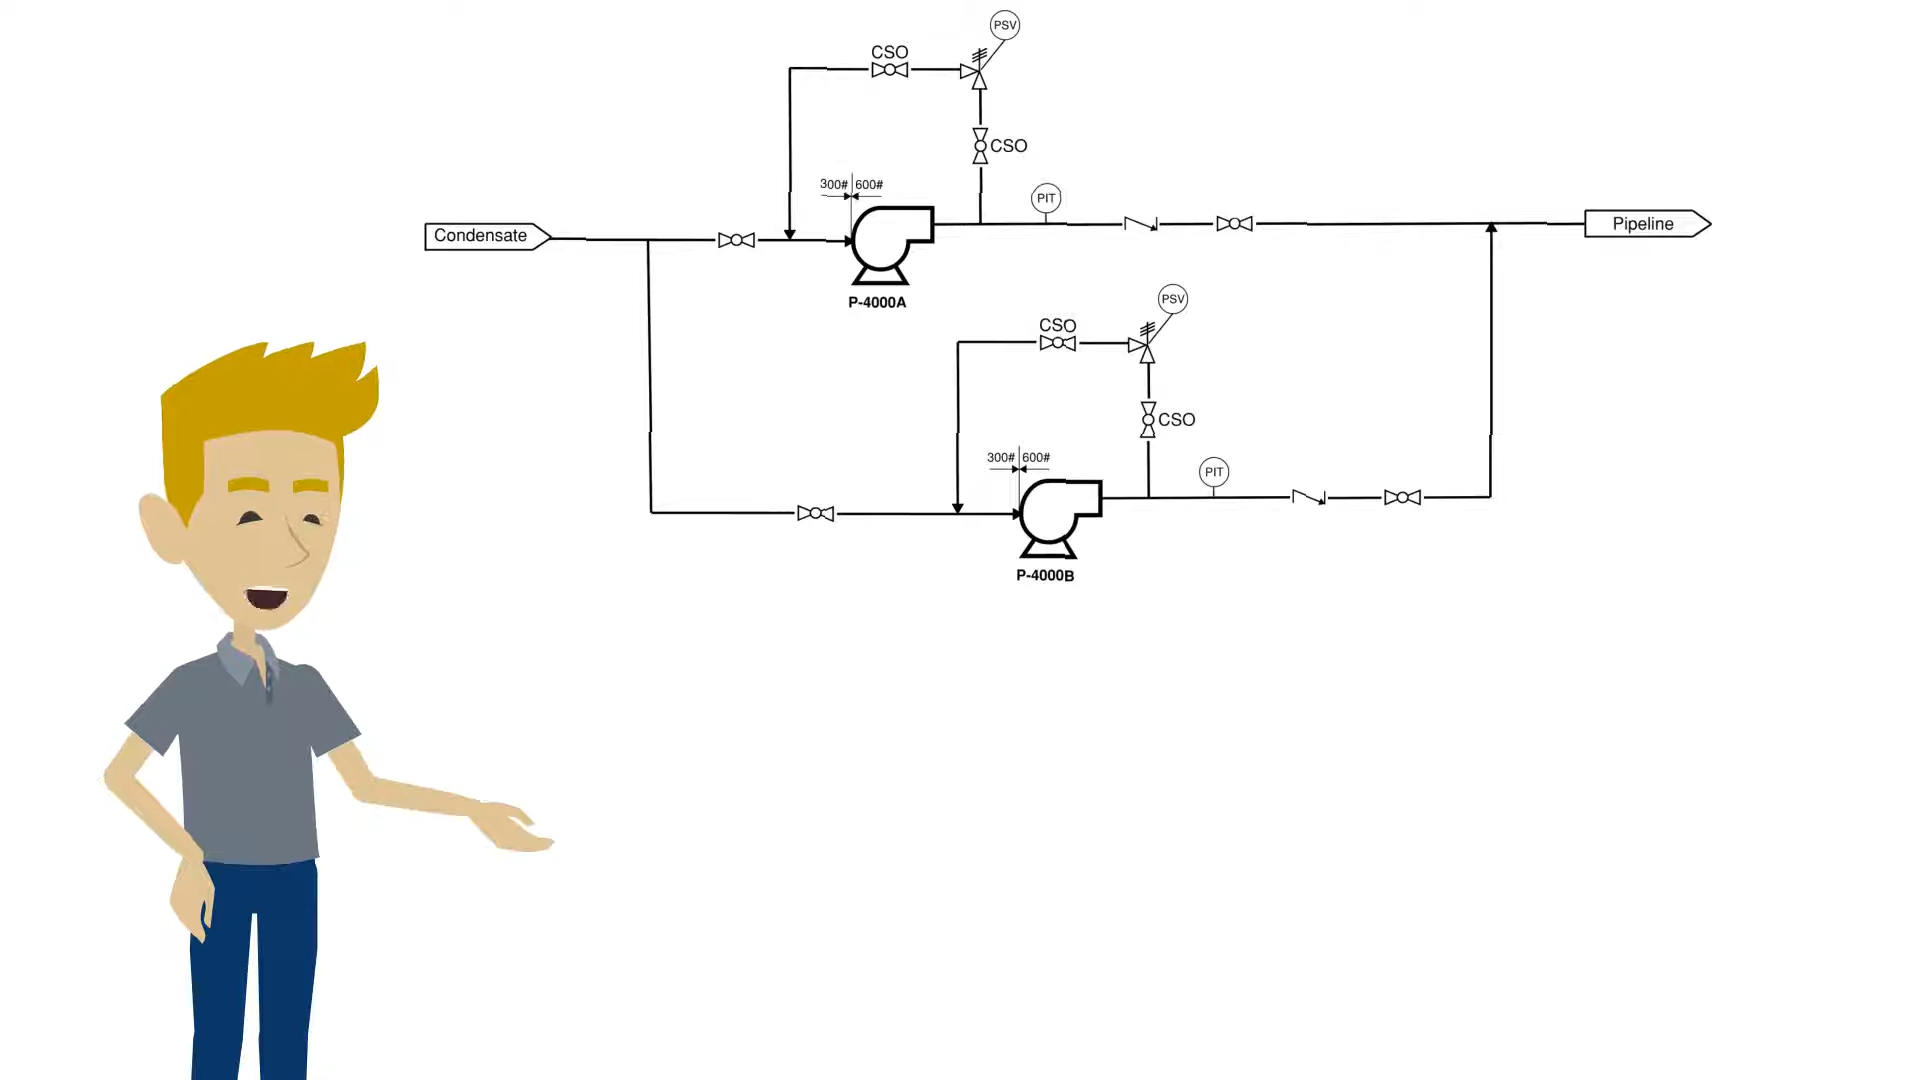 PSV
CSO
CSO
300# 600#
PIT
Condensate
Pipeline
P-4000A
PSV
CSO
CSO
300# 600#
PIT
P-4000B